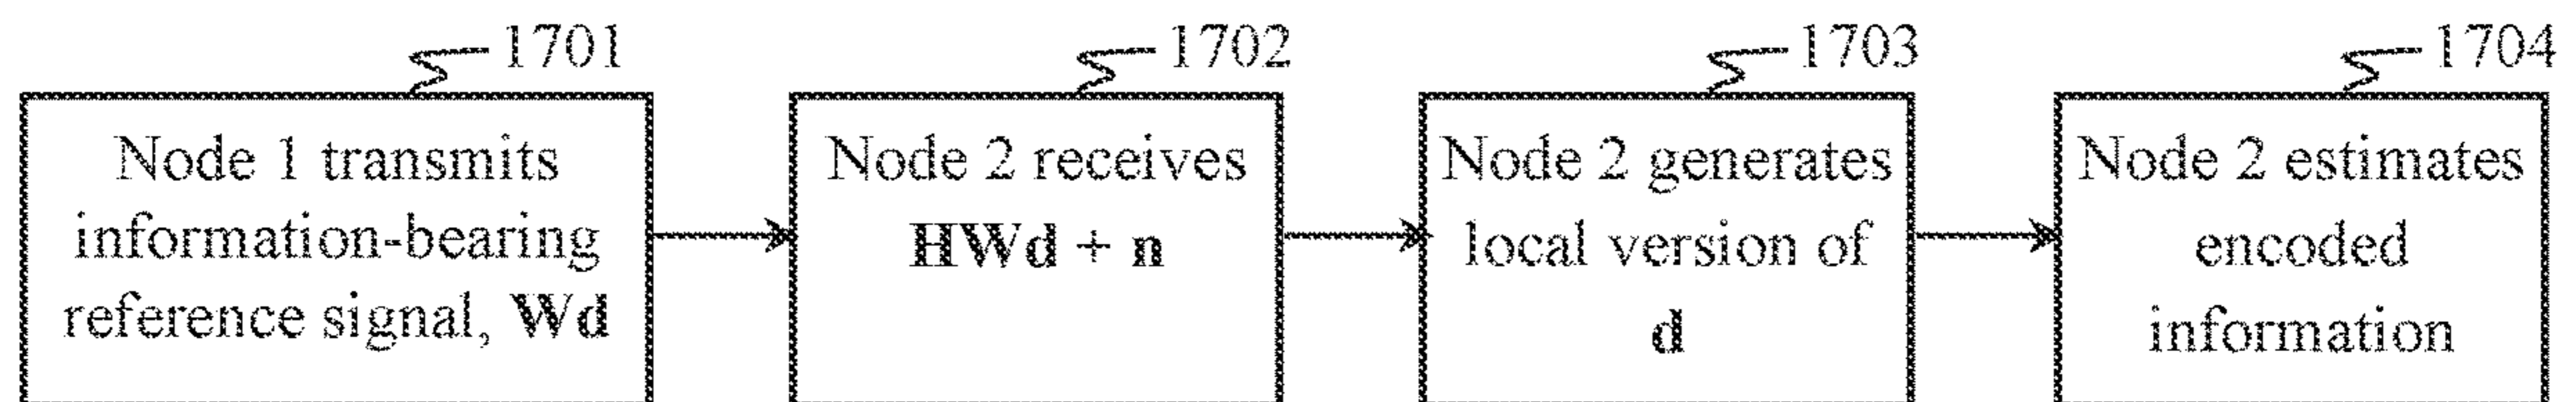 1701
1702
1703
1704
Node 1 transmits
information-bearing
reference signal, Wd
Node 2 receives
HWd + n
Node 2 generates
local version of
d
Node 2 estimates
encoded
information